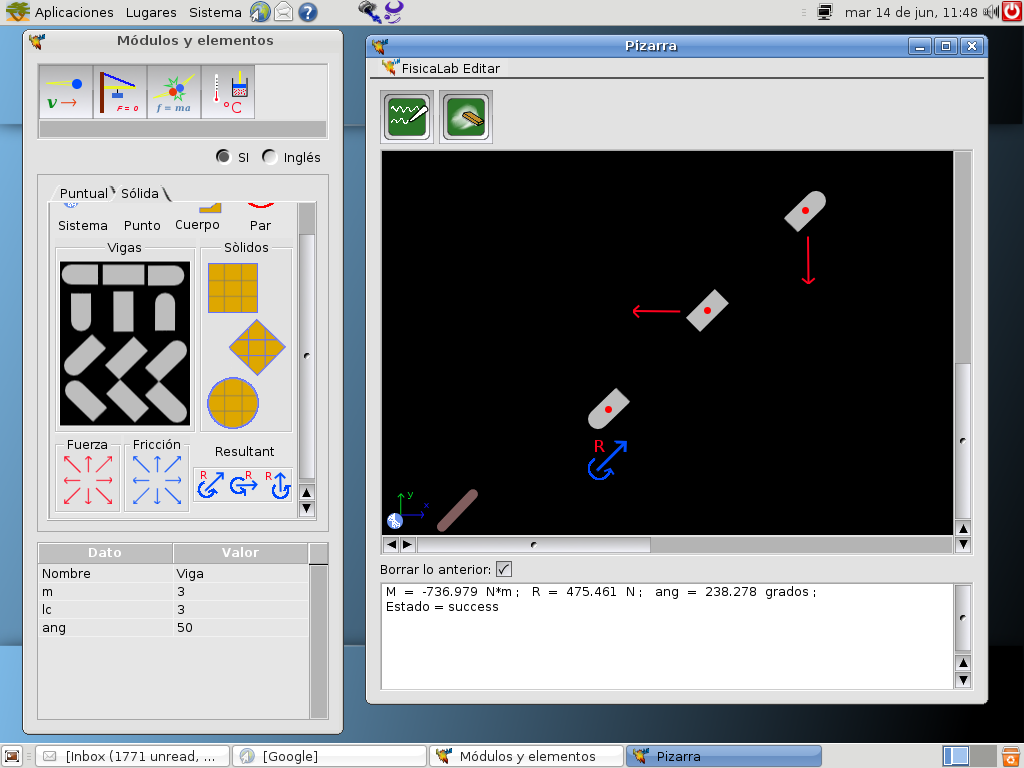 Aplicaciones Lugares Sistema
mar 14 de jun, 11:48
Módulos y elementos
v→
F = 0
f = ma
°C
SI Inglés
Puntual Sólida
Sistema Punto Cuerpo Par
Vigas
Sòlidos
Fuerza Fricción Resultant
R R R
Dato Valor
Nombre Viga
m 3
lc 3
ang 50
Pizarra
FisicaLab Editar
R
y
x
Borrar lo anterior:
M = -736.979 N*m ; R = 475.461 N ; ang = 238.278 grados ;
Estado = success
[Inbox (1771 unread, ...
[Google]
Módulos y elementos
Pizarra